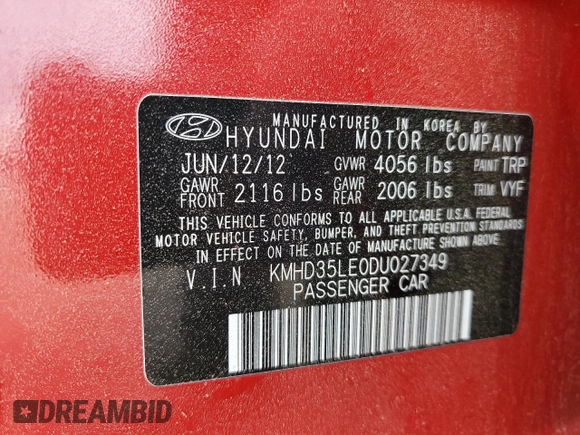 MANUFACTURED IN KOREA BY
HYUNDAI MOTOR COMPANY
JUN/12/12 GVWR 4056 lbs PAINT TRP
GAWR FRONT 2116 lbs GAWR REAR 2006 lbs TRIM VYF
THIS VEHICLE CONFORMS TO ALL APPLICABLE U.S.A. FEDERAL
MOTOR VEHICLE SAFETY, BUMPER, AND THEFT PREVENTION STANDARDS
IN EFFECT ON THE DATE OF MANUFACTURE SHOWN ABOVE.
V.I.N KMHD35LE0DU027349
PASSENGER CAR
DREAMBID